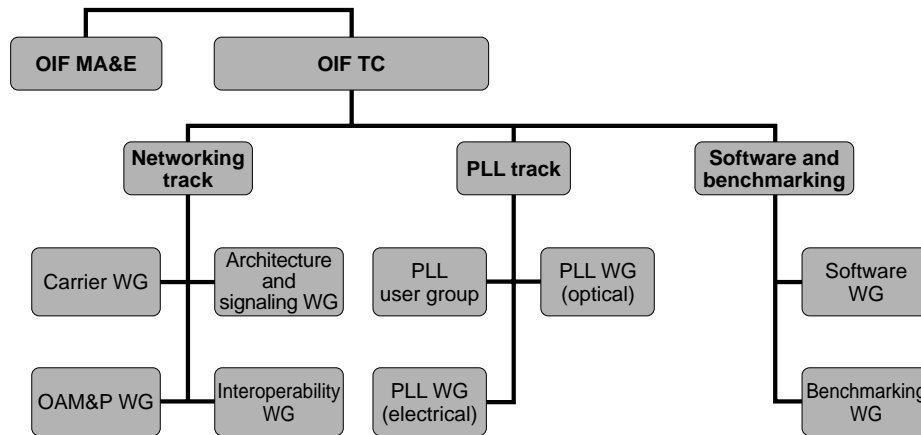 OIF MA&E
OIF TC
Networking
track
PLL track
Software and
benchmarking
Carrier WG
Architecture
and
signaling WG
PLL
user group
PLL WG
(optical)
Software
WG
OAM&P WG
Interoperability
WG
PLL WG
(electrical)
Benchmarking
WG